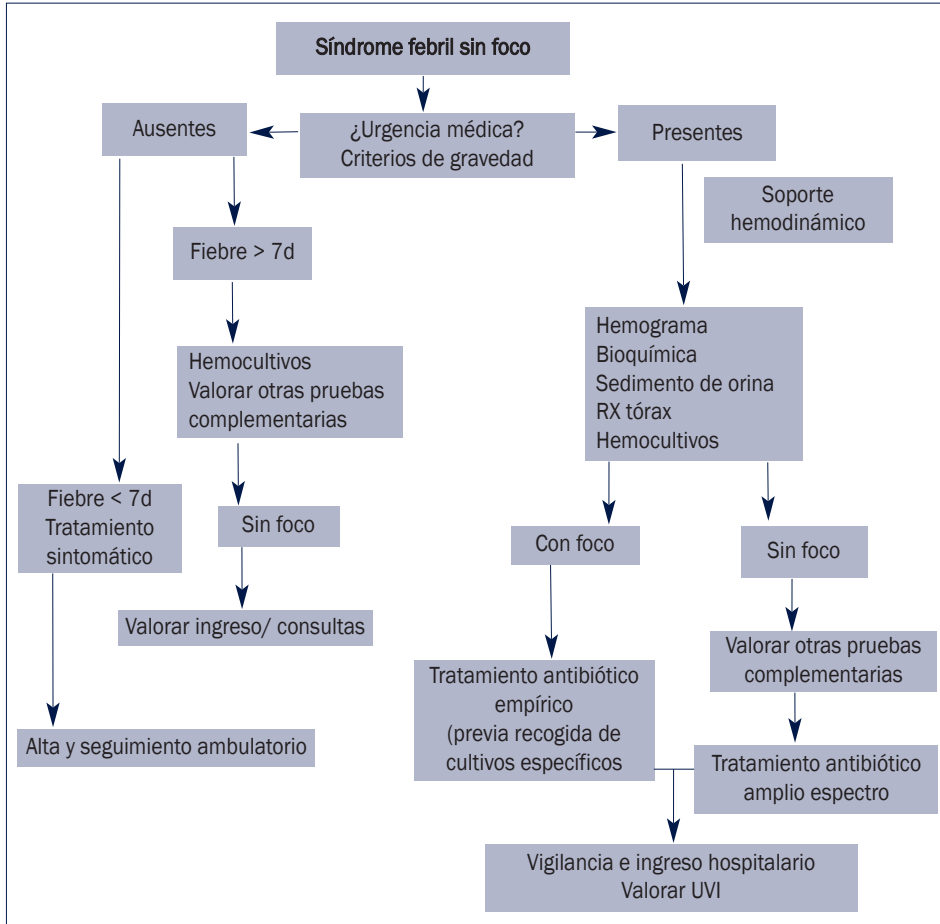 Síndrome febril sin foco
Ausentes
¿Urgencia médica?
Criterios de gravedad
Presentes
Soporte
hemodinámico
Fiebre > 7d
Hemograma
Bioquímica
Sedimento de orina
RX tórax
Hemocultivos
Hemocultivos
Valorar otras pruebas
complementarias
Fiebre < 7d
Tratamiento
sintomático
Sin foco
Con foco
Sin foco
Valorar ingreso/ consultas
Valorar otras pruebas
complementarias
Tratamiento antibiótico
empírico
(previa recogida de
cultivos específicos
Alta y seguimiento ambulatorio
Tratamiento antibiótico
amplio espectro
Vigilancia e ingreso hospitalario
Valorar UVI